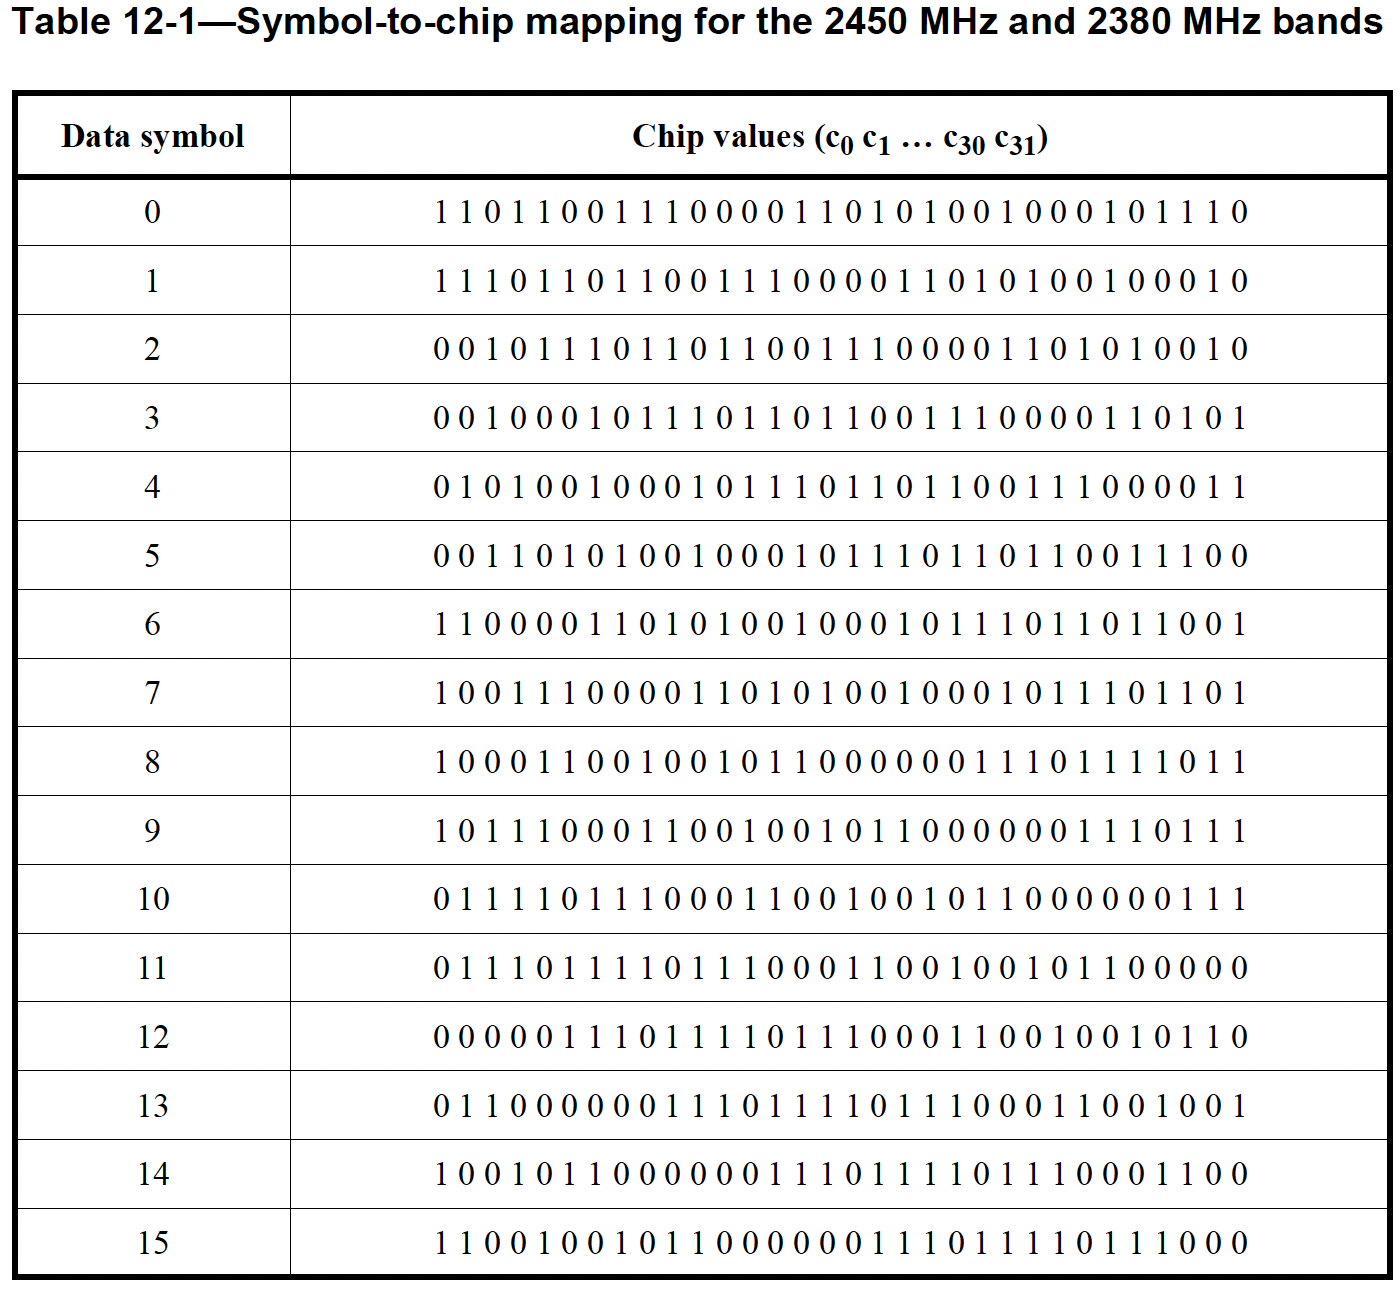 Table 12-1—Symbol-to-chip mapping for the 2450 MHz and 2380 MHz bands
Data symbol Chip values (c0 c1 … c30 c31)
0 1 1 0 1 1 0 0 1 1 1 0 0 0 0 1 1 0 1 0 1 0 0 1 0 0 0 1 0 1 1 1 0
1 1 1 1 0 1 1 0 1 1 0 0 1 1 1 0 0 0 0 1 1 0 1 0 1 0 0 1 0 0 0 1 0
2 0 0 1 0 1 1 1 0 1 1 0 1 1 0 0 1 1 1 0 0 0 0 1 1 0 1 0 1 0 0 1 0
3 0 0 1 0 0 0 1 0 1 1 1 0 1 1 0 1 1 0 0 1 1 1 0 0 0 0 1 1 0 1 0 1
4 0 1 0 1 0 0 1 0 0 0 1 0 1 1 1 0 1 1 0 1 1 0 0 1 1 1 0 0 0 0 1 1
5 0 0 1 1 0 1 0 1 0 0 1 0 0 0 1 0 1 1 1 0 1 1 0 1 1 0 0 1 1 1 0 0
6 1 1 0 0 0 0 1 1 0 1 0 1 0 0 1 0 0 0 1 0 1 1 1 0 1 1 0 1 1 0 0 1
7 1 0 0 1 1 1 0 0 0 0 1 1 0 1 0 1 0 0 1 0 0 0 1 0 1 1 1 0 1 1 0 1
8 1 0 0 0 1 1 0 0 1 0 0 1 0 1 1 0 0 0 0 0 0 1 1 1 0 1 1 1 1 0 1 1
9 1 0 1 1 1 0 0 0 1 1 0 0 1 0 0 1 0 1 1 0 0 0 0 0 0 1 1 1 0 1 1 1
10 0 1 1 1 1 0 1 1 1 0 0 0 1 1 0 0 1 0 0 1 0 1 1 0 0 0 0 0 0 1 1 1
11 0 1 1 1 0 1 1 1 1 0 1 1 1 0 0 0 1 1 0 0 1 0 0 1 0 1 1 0 0 0 0 0
12 0 0 0 0 0 1 1 1 0 1 1 1 1 0 1 1 1 0 0 0 1 1 0 0 1 0 0 1 0 1 1 0
13 0 1 1 0 0 0 0 0 0 1 1 1 0 1 1 1 1 0 1 1 1 0 0 0 1 1 0 0 1 0 0 1
14 1 0 0 1 0 1 1 0 0 0 0 0 0 1 1 1 0 1 1 1 1 0 1 1 1 0 0 0 1 1 0 0
15 1 1 0 0 1 0 0 1 0 1 1 0 0 0 0 0 0 1 1 1 0 1 1 1 1 0 1 1 1 0 0 0